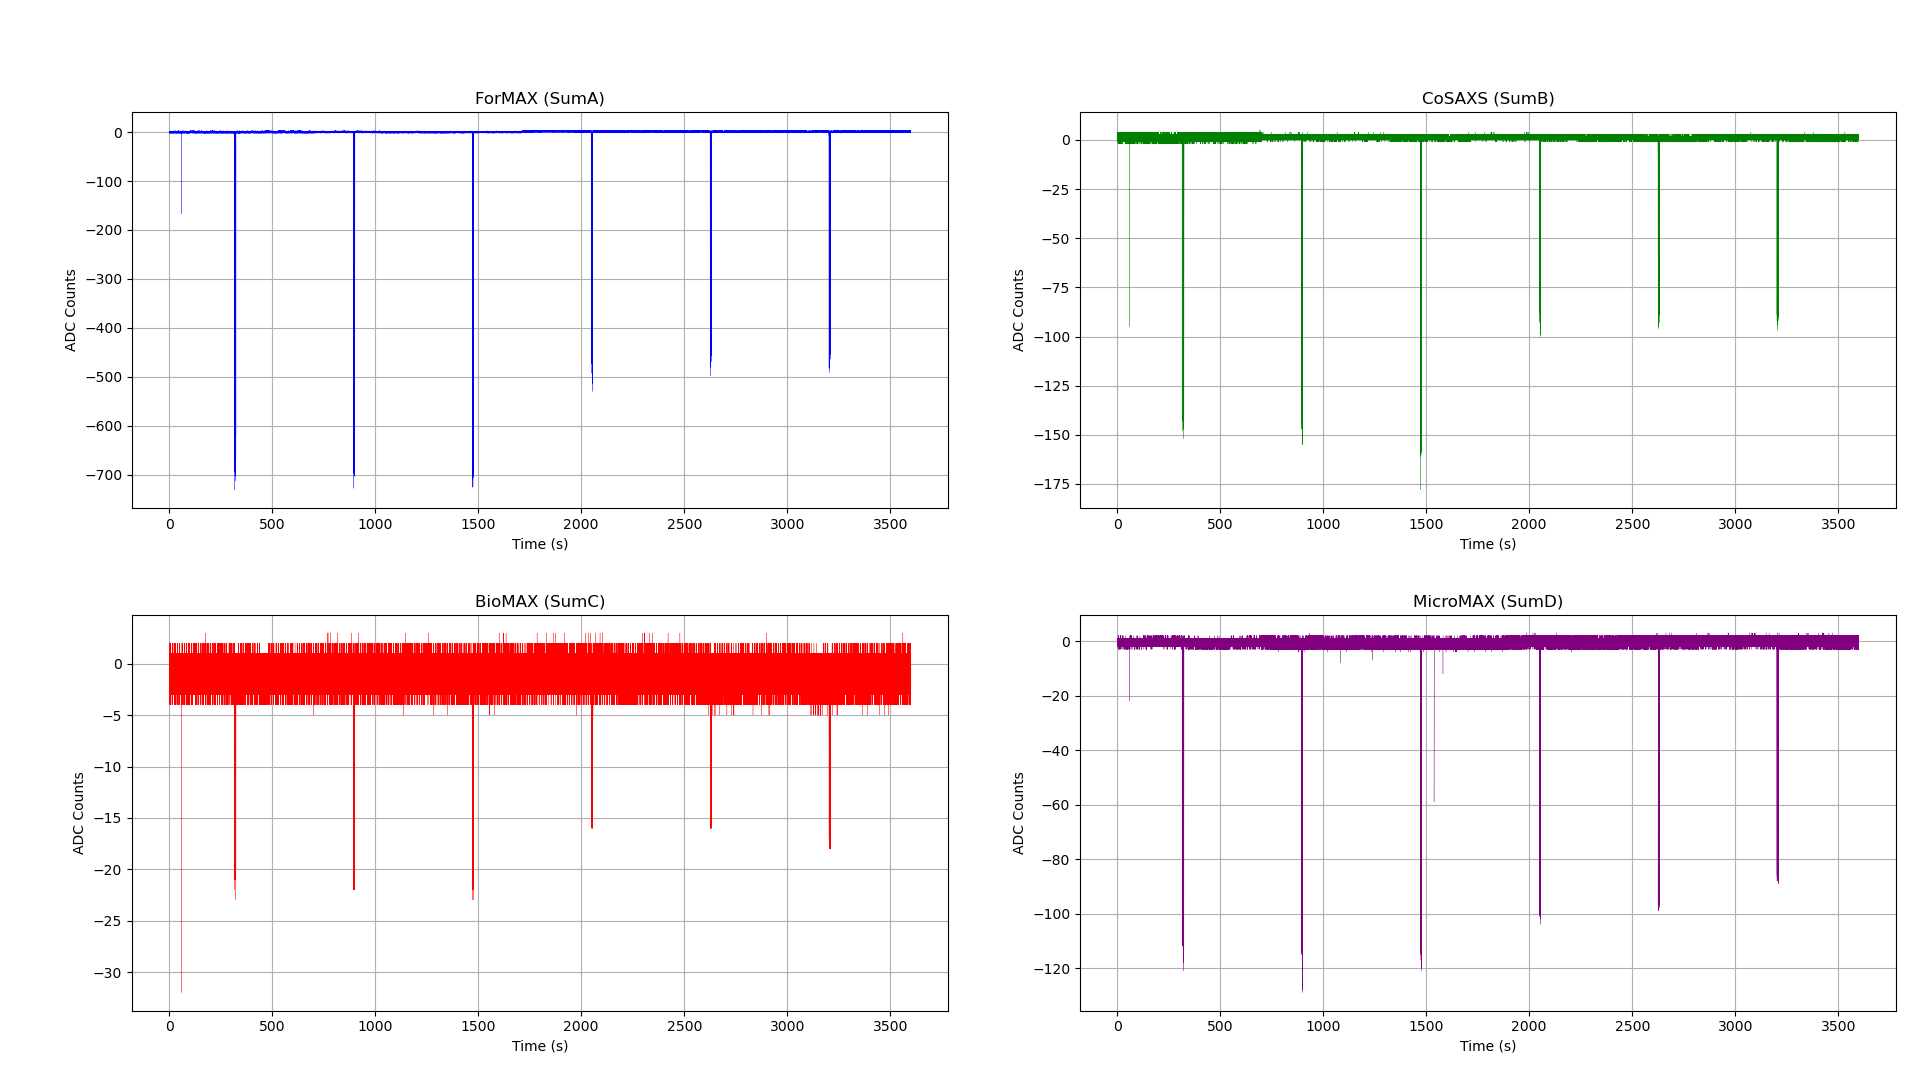 ForMAX (SumA)
ADC Counts
0
−100
−200
−300
−400
−500
−600
−700
0 500 1000 1500 2000 2500 3000 3500
Time (s)
CoSAXS (SumB)
ADC Counts
0
−25
−50
−75
−100
−125
−150
−175
0 500 1000 1500 2000 2500 3000 3500
Time (s)
BioMAX (SumC)
ADC Counts
0
−5
−10
−15
−20
−25
−30
0 500 1000 1500 2000 2500 3000 3500
Time (s)
MicroMAX (SumD)
ADC Counts
0
−20
−40
−60
−80
−100
−120
0 500 1000 1500 2000 2500 3000 3500
Time (s)